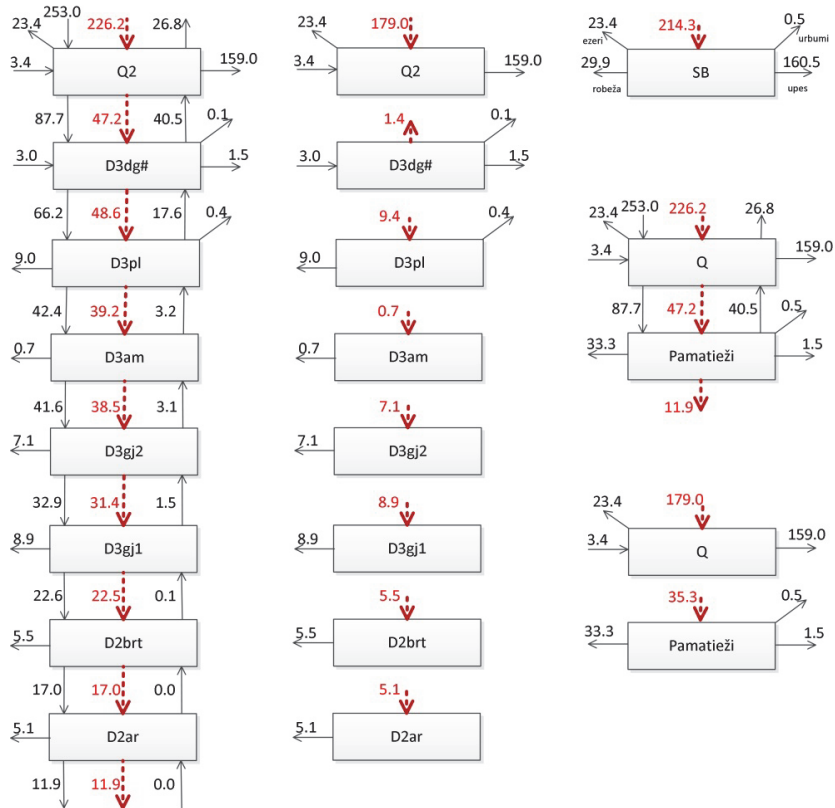 23.4 253.0 226.2 26.8
3.4 Q2 159.0
87.7 47.2 40.5 0.1
3.0 D3dg# 1.5
66.2 48.6 17.6 0.4
9.0 D3pl
42.4 39.2 3.2
0.7 D3am
41.6 38.5 3.1
7.1 D3gj2
32.9 31.4 1.5
8.9 D3gj1
22.6 22.5 0.1
5.5 D2brt
17.0 17.0 0.0
5.1 D2ar
11.9 11.9 0.0
23.4 179.0
3.4 Q2 159.0
1.4 0.1
3.0 D3dg# 1.5
9.4 0.4
9.0 D3pl
0.7
0.7 D3am
7.1
7.1 D3gj2
8.9
8.9 D3gj1
5.5
5.5 D2brt
5.1
5.1 D2ar
23.4 214.3 0.5
ezeri urbumi
29.9 SB 160.5
robeža upes
23.4 253.0 226.2 26.8
3.4 Q 159.0
87.7 47.2 40.5 0.5
33.3 Pamatieži 1.5
11.9
23.4 179.0
3.4 Q 159.0
35.3 0.5
33.3 Pamatieži 1.5